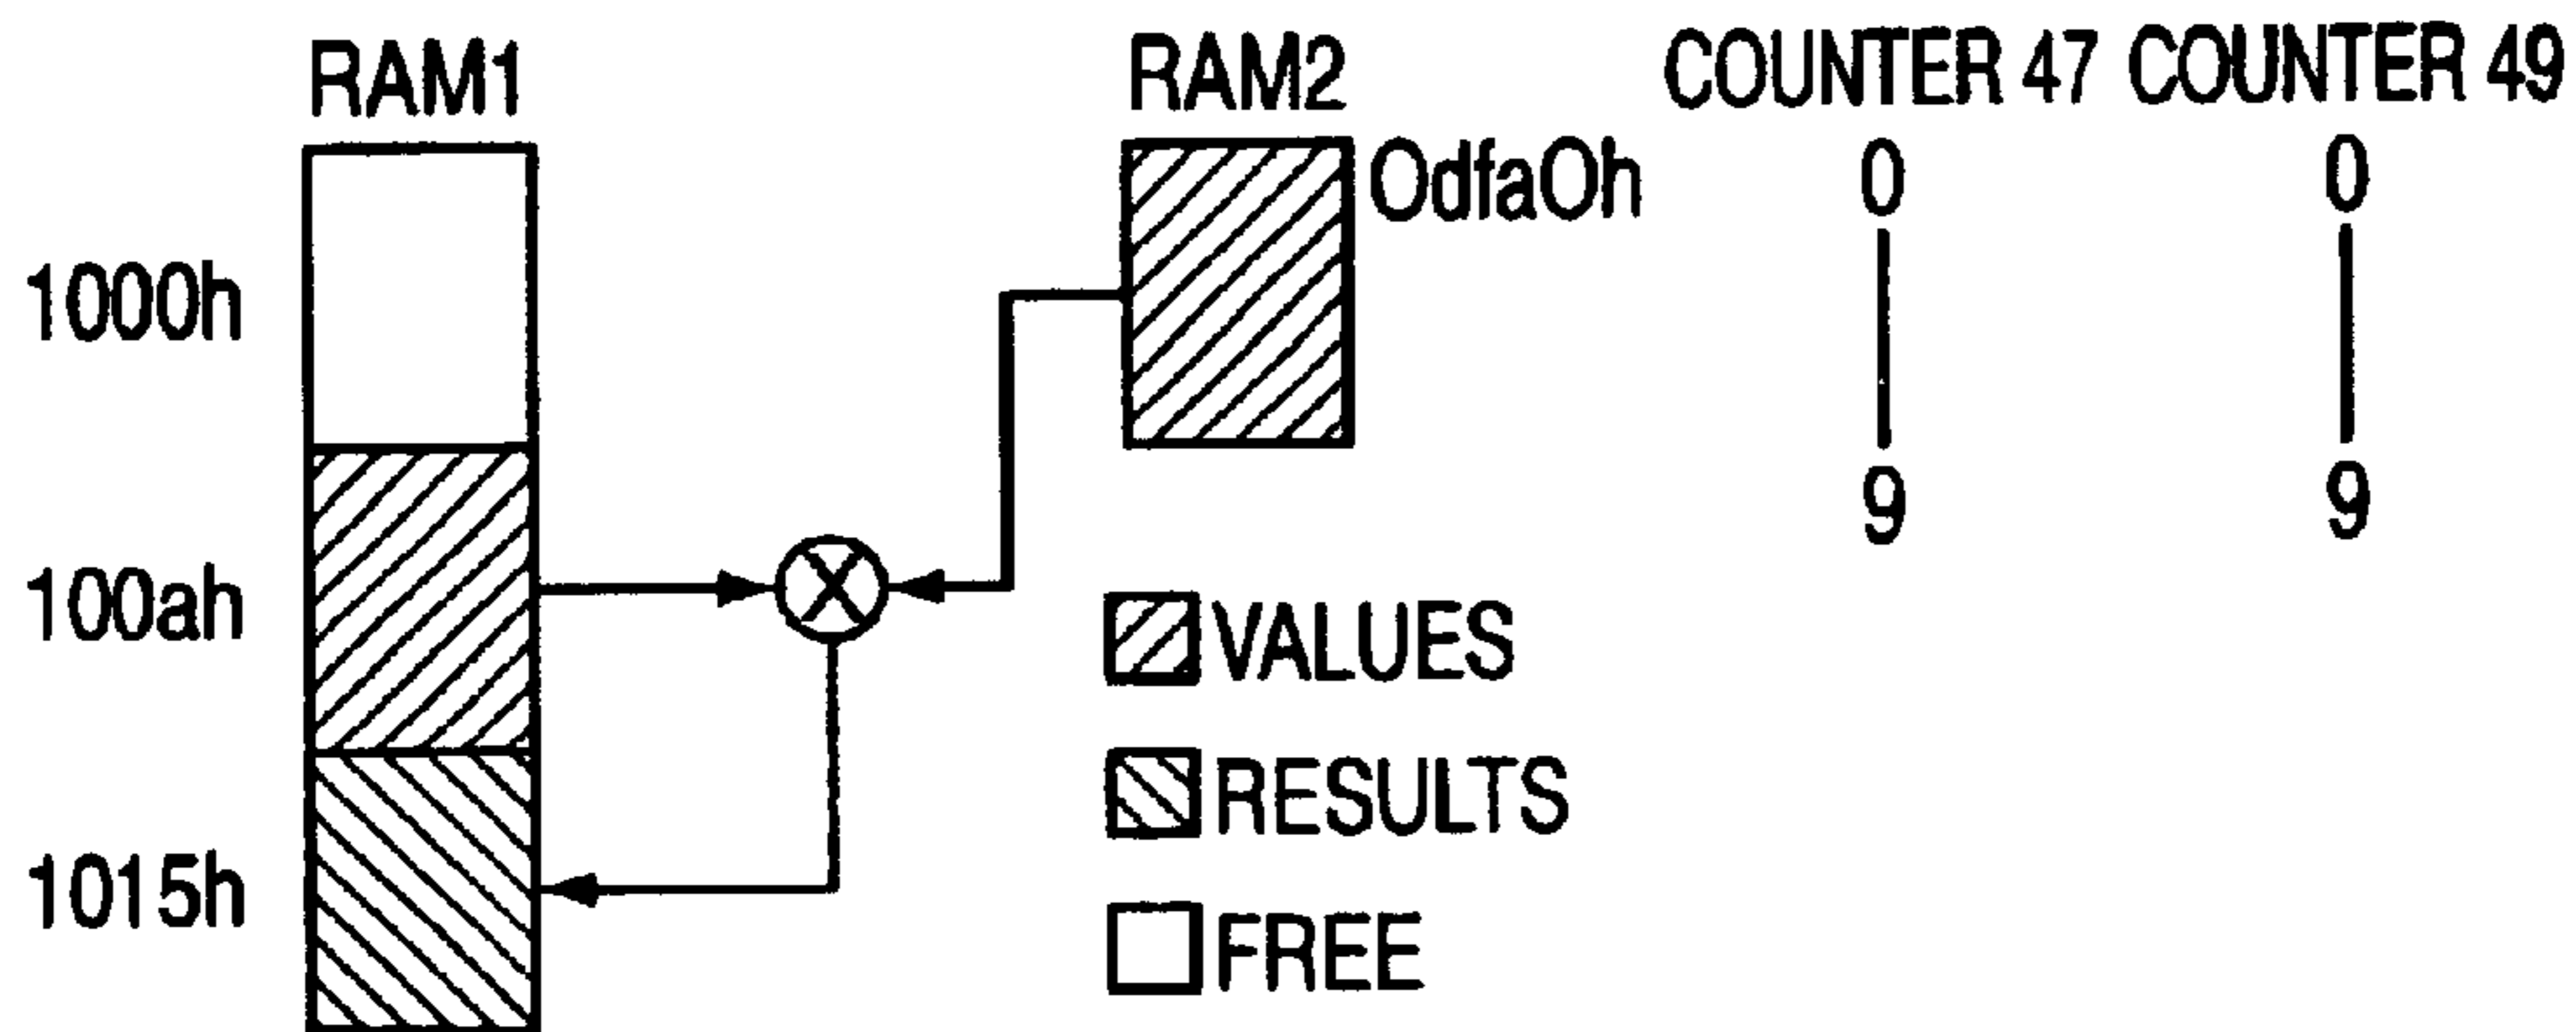 RAM1
RAM2
COUNTER 47
COUNTER 49
OdfaOh
0
0
1000h
9
9
100ah
VALUES
RESULTS
1015h
FREE